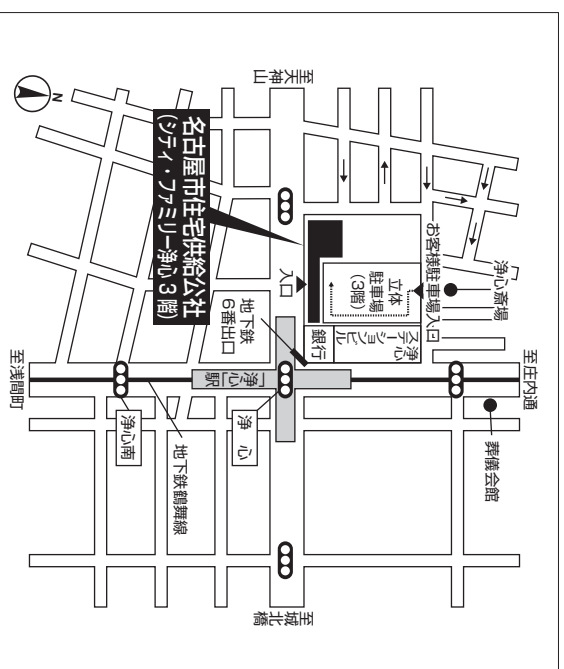 至天神山
N
名古屋市住宅供給公社
(シティ・ファミリー浄心3階)
入口
お客様駐車場入口
立体
駐車場
(3階)
浄心斎場
地下鉄
6番出口
銀行
浄心
ステーションビル
至庄内通
至浅間町
「浄心」駅
浄心南
浄心
地下鉄鶴舞線
葬儀会館
至城北橋